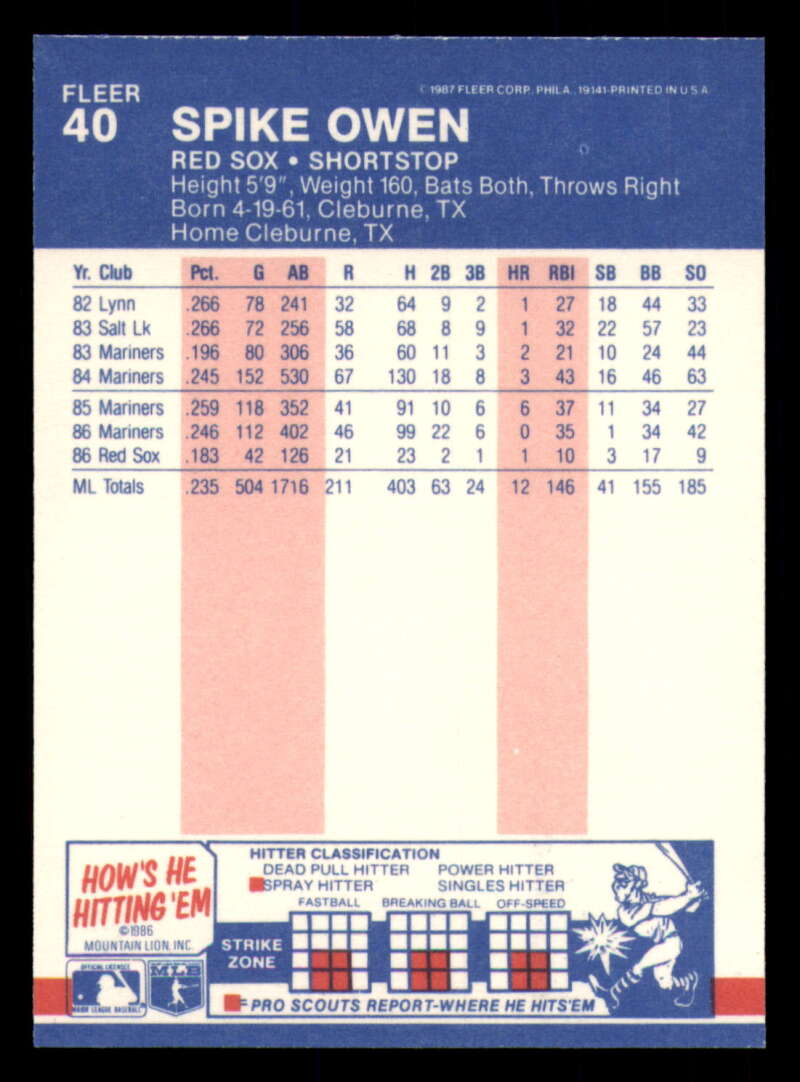 FLEER
© 1987 FLEER CORP. PHILA., 19141-PRINTED IN U S A
40 SPIKE OWEN
RED SOX • SHORTSTOP
Height 5'9", Weight 160, Bats Both, Throws Right
Born 4-19-61, Cleburne, TX
Home Cleburne, TX
Yr. Club Pct. G AB R H 2B 3B HR RBI SB BB SO
82 Lynn .266 78 241 32 64 9 2 1 27 18 44 33
83 Salt Lk .266 72 256 58 68 8 9 1 32 22 57 23
83 Mariners .196 80 306 36 60 11 3 2 21 10 24 44
84 Mariners .245 152 530 67 130 18 8 3 43 16 46 63
85 Mariners .259 118 352 41 91 10 6 6 37 11 34 27
86 Mariners .246 112 402 46 99 22 6 0 35 1 34 42
86 Red Sox .183 42 126 21 23 2 1 1 10 3 17 9
ML Totals .235 504 1716 211 403 63 24 12 146 41 155 185
HOW'S HE
HITTING 'EM
©1986
MOUNTAIN LION, INC.
OFFICIAL LICENSEE
MAJOR LEAGUE BASEBALL
MLB
HITTER CLASSIFICATION
DEAD PULL HITTER POWER HITTER
SPRAY HITTER SINGLES HITTER
FASTBALL BREAKING BALL OFF-SPEED
STRIKE
ZONE
=PRO SCOUTS REPORT-WHERE HE HITS'EM